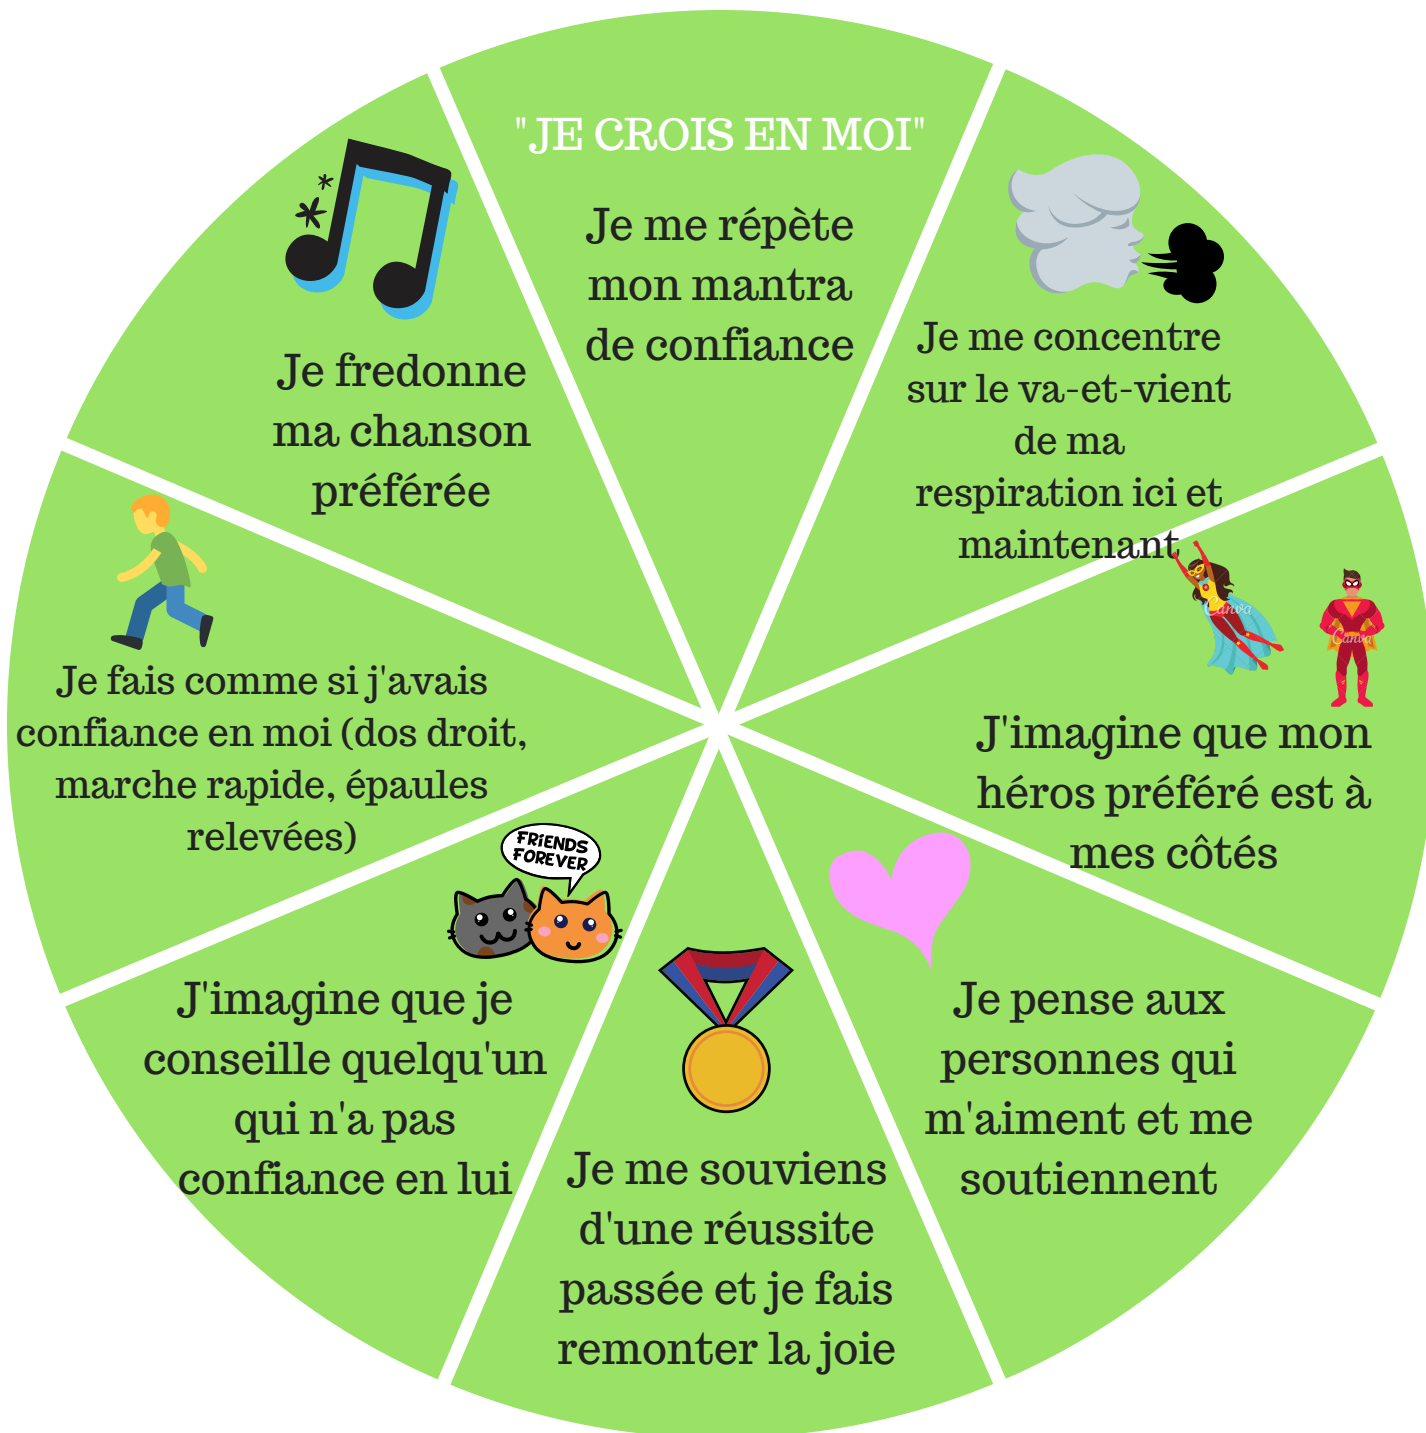 "JE CROIS EN MOI"
Je me répète
mon mantra
de confiance
Je me concentre
sur le va-et-vient
de ma
respiration ici et
maintenant
Canva
Canva
J'imagine que mon
héros préféré est à
mes côtés
Je pense aux
personnes qui
m'aiment et me
soutiennent
Je me souviens
d'une réussite
passée et je fais
remonter la joie
FRiENDS
FOREVER
J'imagine que je
conseille quelqu'un
qui n'a pas
confiance en lui
Je fais comme si j'avais
confiance en moi (dos droit,
marche rapide, épaules
relevées)
Je fredonne
ma chanson
préférée